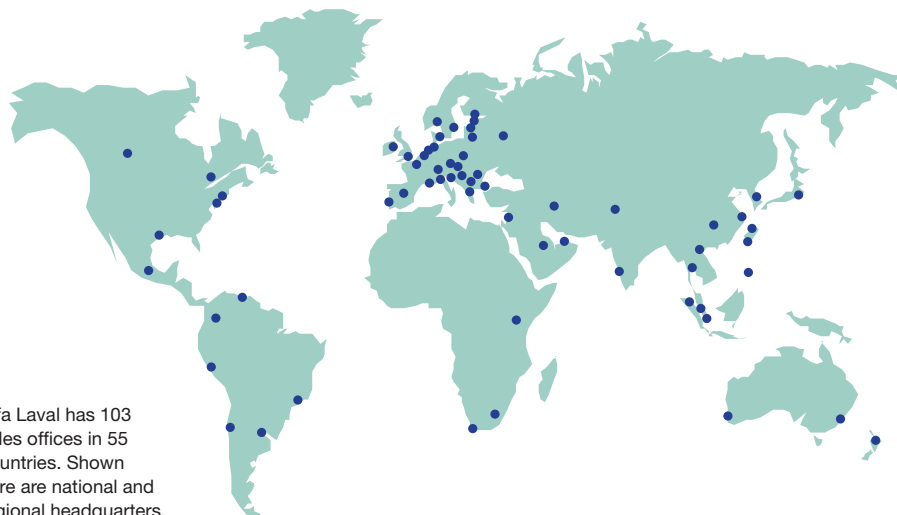 fa Laval has 103
les offices in 55
untries. Shown
re are national and
gional headquarters.